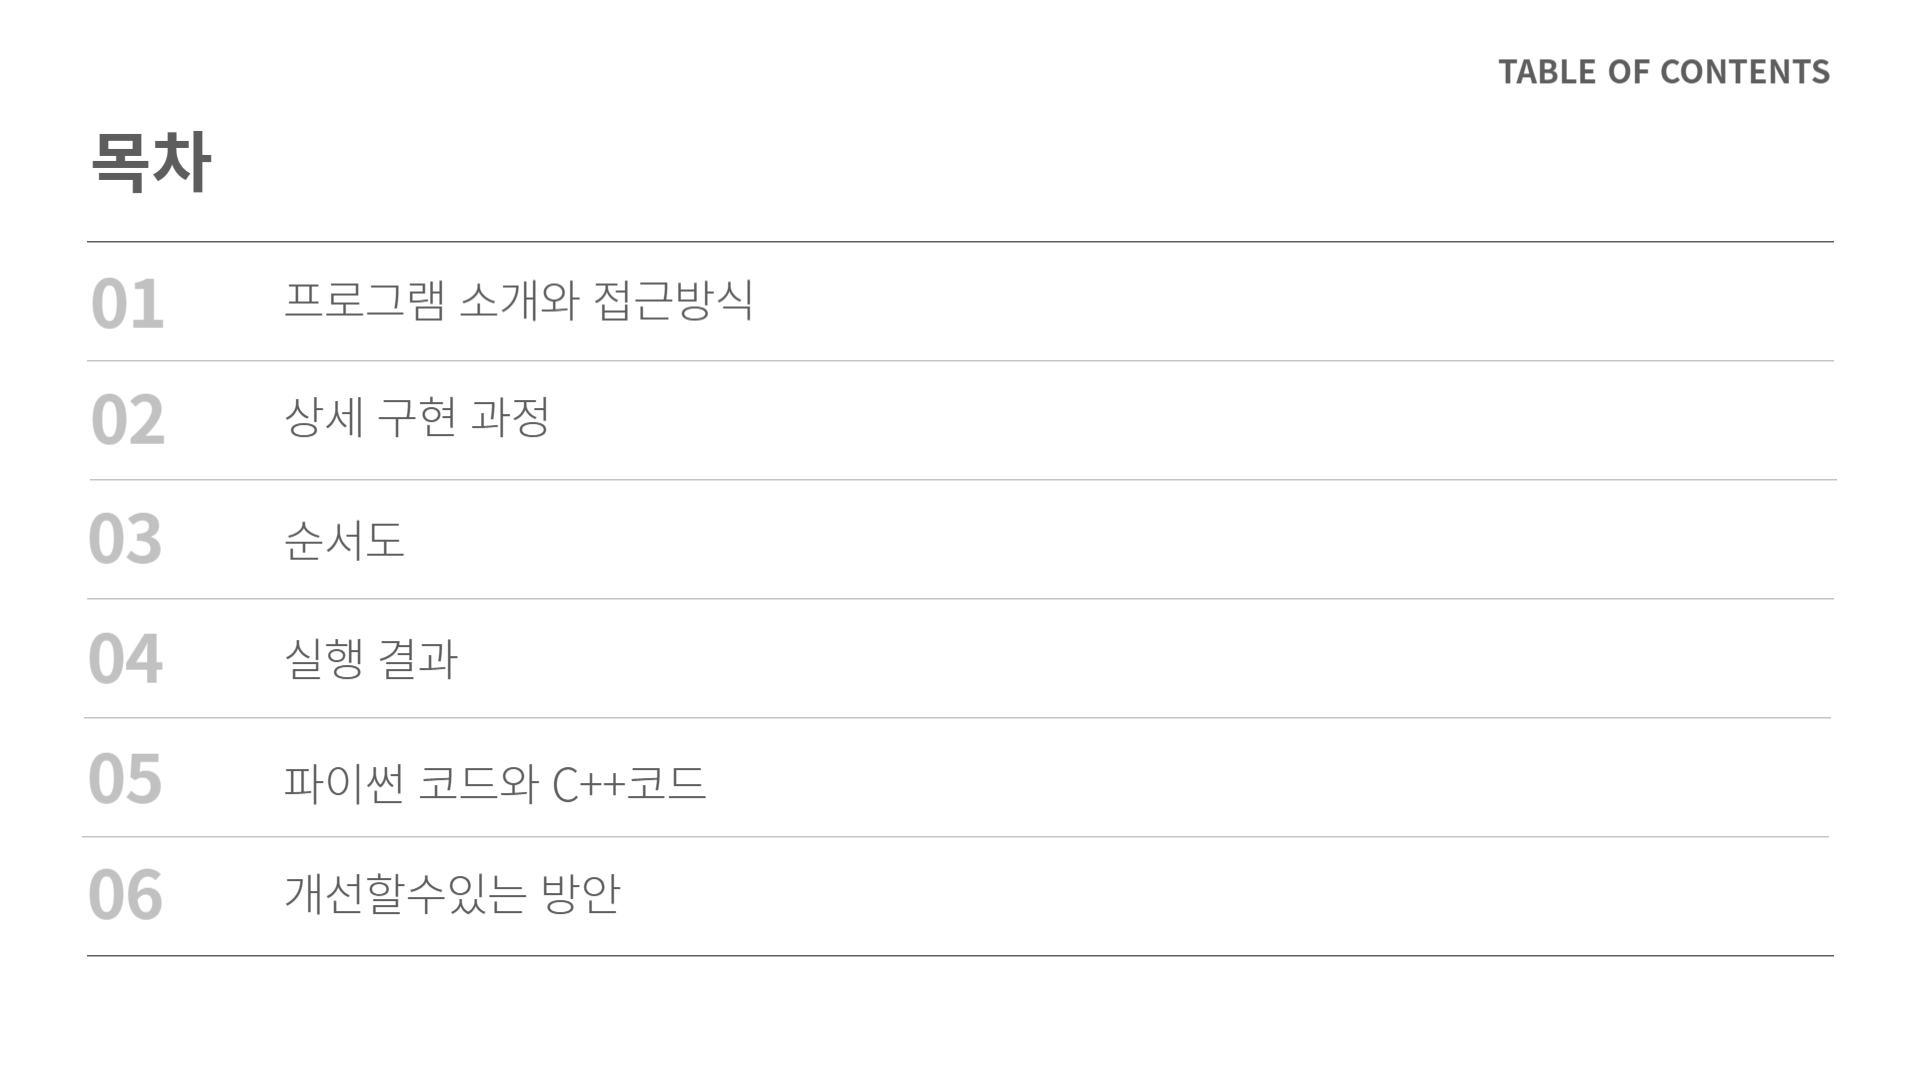 TABLE OF CONTENTS
목차
01 프로그램 소개와 접근방식
02 상세 구현 과정
03 순서도
04 실행 결과
05 파이썬 코드와 C++코드
06 개선할수있는 방안